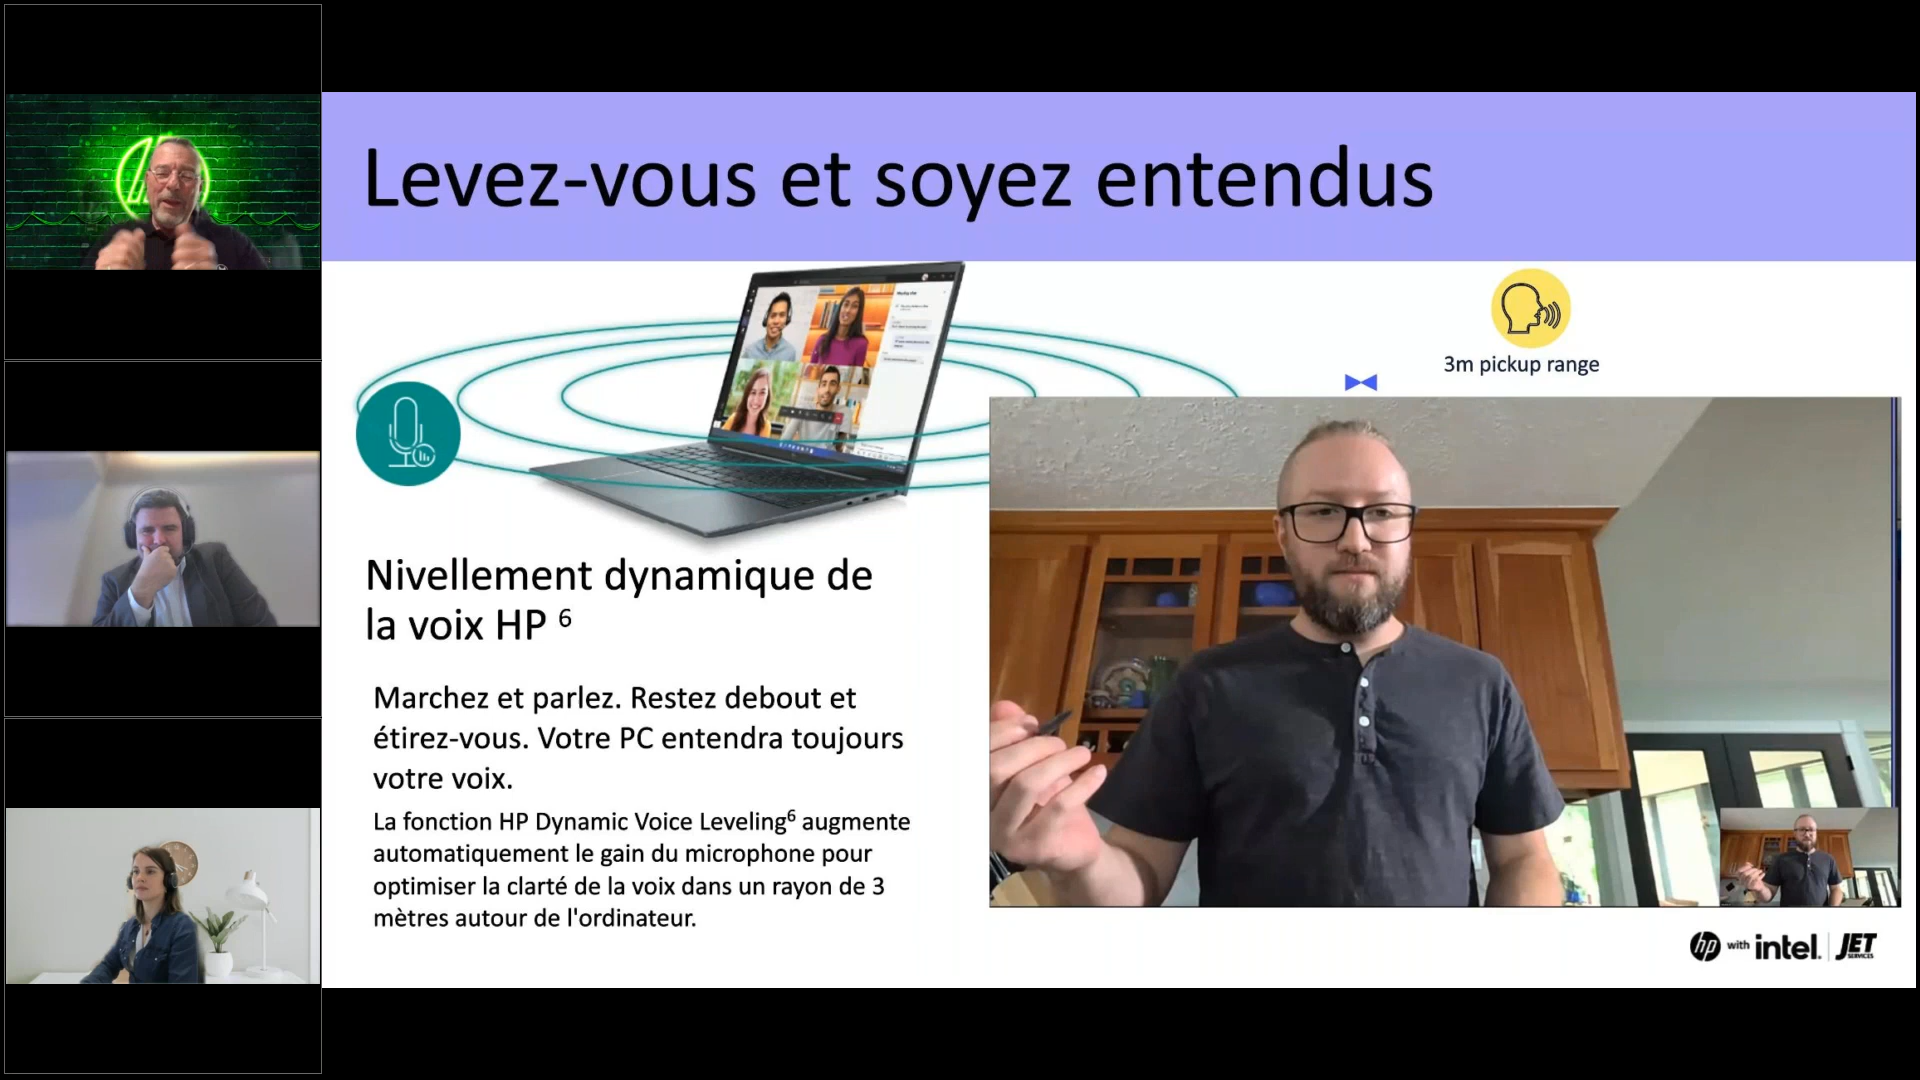 Levez-vous et soyez entendus
3m pickup range
Nivellement dynamique de
la voix HP 6
Marchez et parlez. Restez debout et
étirez-vous. Votre PC entendra toujours
votre voix.
La fonction HP Dynamic Voice Leveling6 augmente
automatiquement le gain du microphone pour
optimiser la clarté de la voix dans un rayon de 3
mètres autour de l'ordinateur.
hp with intel. JET
SERVICES